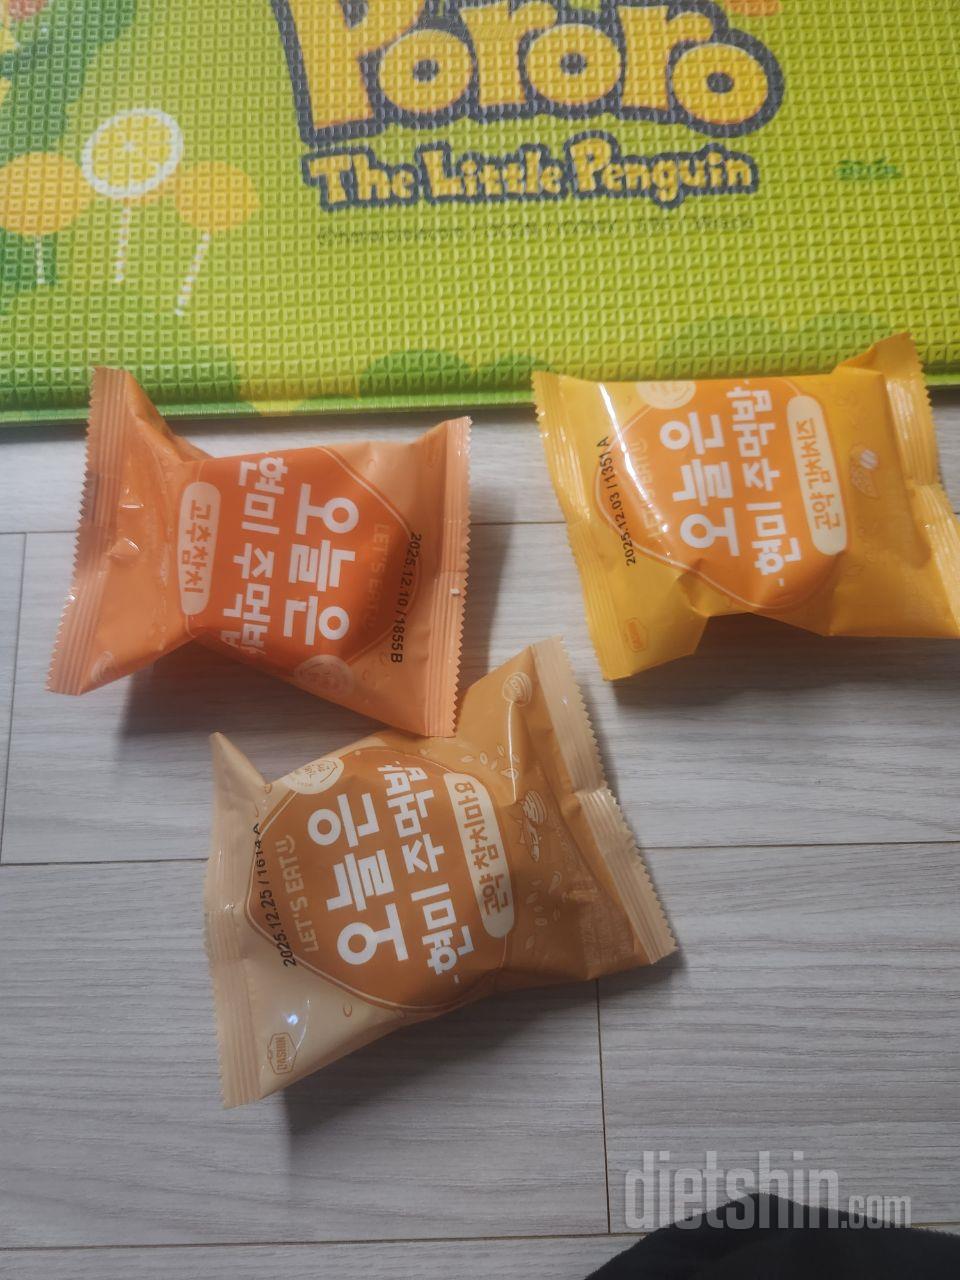 Pororo
The Little Penguin
오늘은
현미 주먹밥
고추참치
LET'S EAT
2025.12.10/1855B
오늘은
현미 주먹밥
곤약 김치치즈
2025.12.03/1351A
오늘은
현미 주먹밥
곤약 참치마요
LET'S EAT
2025.12.25/1614A
DASHIN
dietshin.com